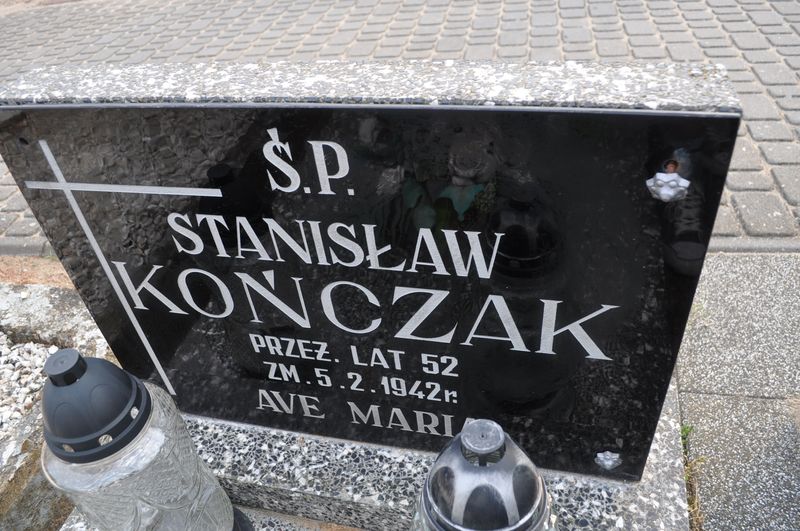 Ś.P.
STANISŁAW
KOŃCZAK
PRZEŻ. LAT 52
ZM. 5.2.1942r.
AVE MARIA